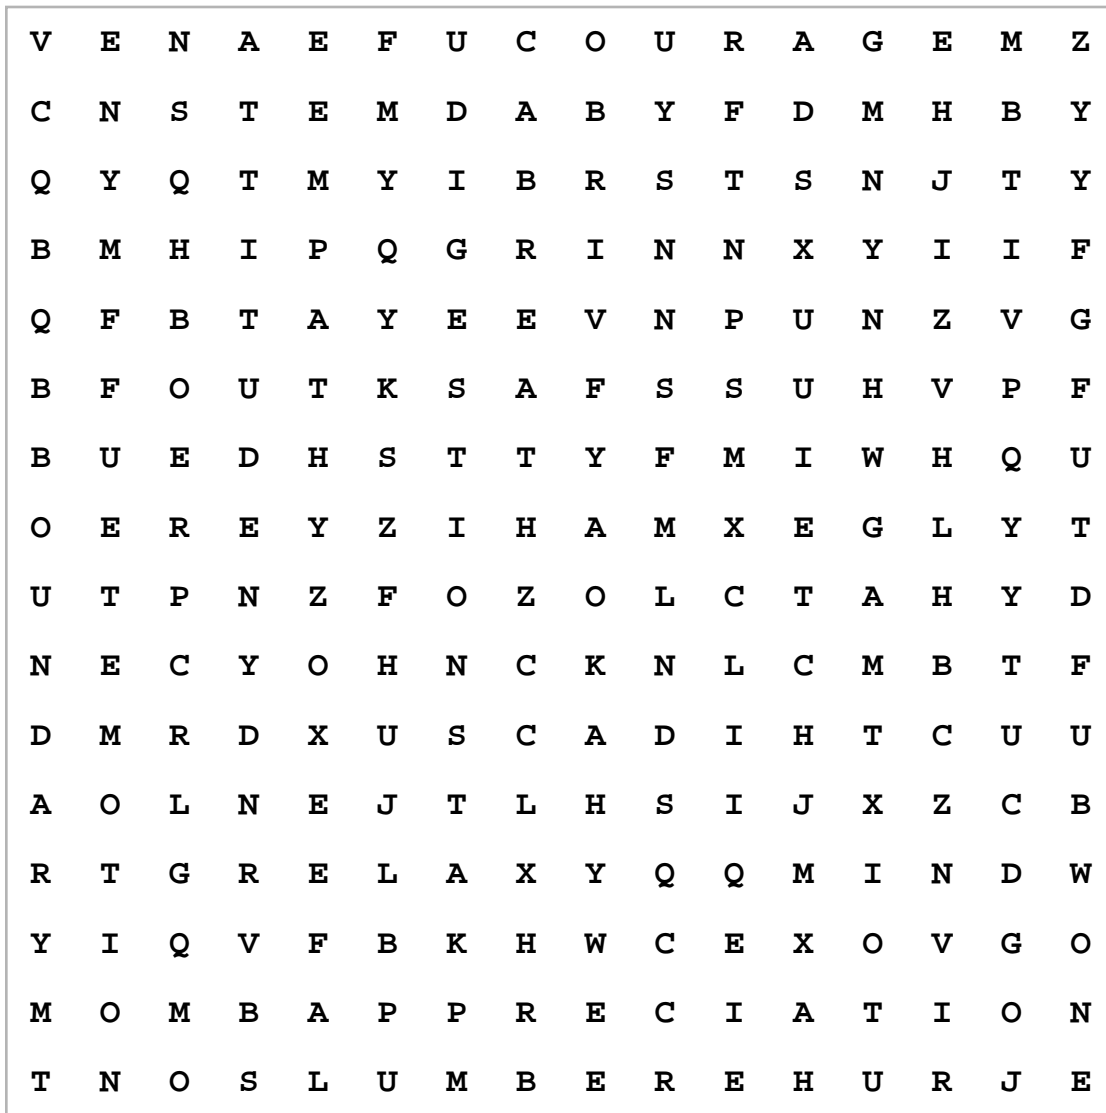 V E N A E F U C O U R A G E M Z
C N S T E M D A B Y F D M H B Y
Q Y Q T M Y I B R S T S N J T Y
B M H I P Q G R I N N X Y I I F
Q F B T A Y E E V N P U N Z V G
B F O U T K S A F S S U H V P F
B U E D H S T T Y F M I W H Q U
O E R E Y Z I H A M X E G L Y T
U T P N Z F O Z O L C T A H Y D
N E C Y O H N C K N L C M B T F
D M R D X U S C A D I H T C U U
A O L N E J T L H S I J X Z C B
R T G R E L A X Y Q Q M I N D W
Y I Q V F B K H W C E X O V G O
M O M B A P P R E C I A T I O N
T N O S L U M B E R E H U R J E